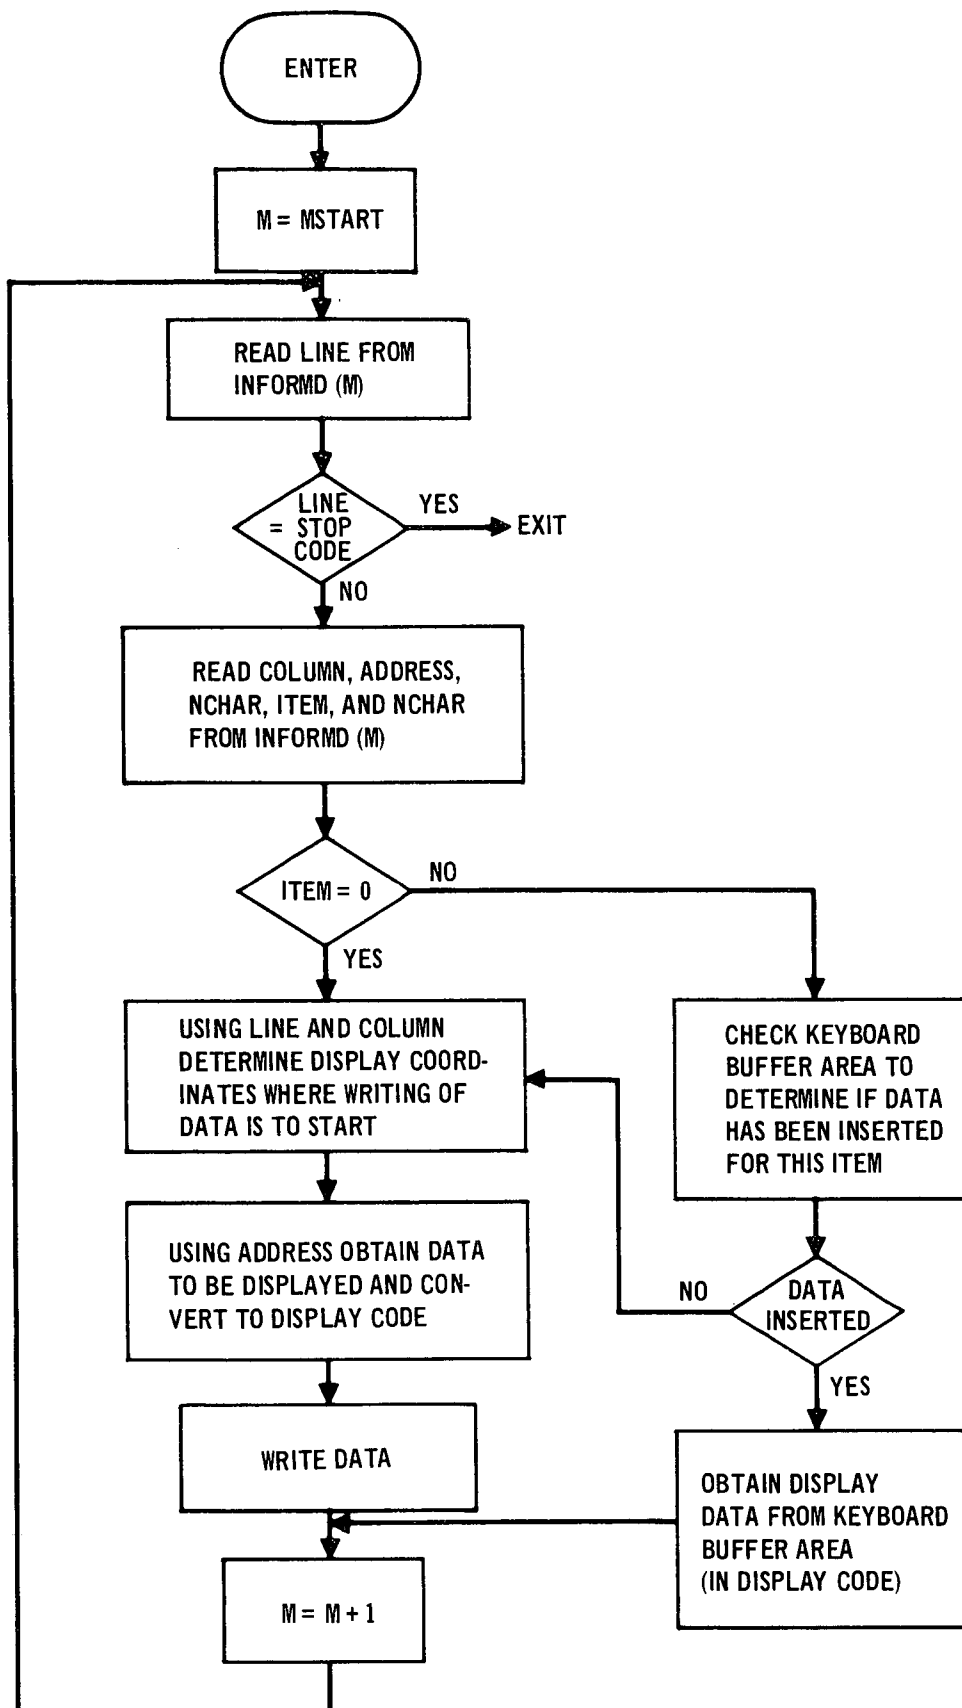 ENTER
M = MSTART
READ LINE FROM
INFORMD (M)
LINE
= STOP
CODE
YES
EXIT
NO
READ COLUMN, ADDRESS,
NCHAR, ITEM, AND NCHAR
FROM INFORMD (M)
ITEM = 0
NO
YES
USING LINE AND COLUMN
DETERMINE DISPLAY COORD-
INATES WHERE WRITING OF
DATA IS TO START
CHECK KEYBOARD
BUFFER AREA TO
DETERMINE IF DATA
HAS BEEN INSERTED
FOR THIS ITEM
USING ADDRESS OBTAIN DATA
TO BE DISPLAYED AND CON-
VERT TO DISPLAY CODE
NO
DATA
INSERTED
YES
WRITE DATA
OBTAIN DISPLAY
DATA FROM KEYBOARD
BUFFER AREA
(IN DISPLAY CODE)
M = M + 1